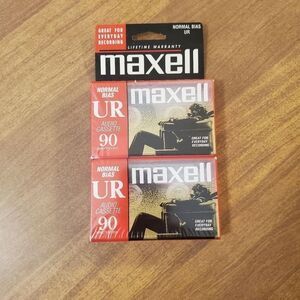 GREAT FOR
EVERYDAY
RECORDING
NORMAL BIAS
UR
LIFETIME WARRANTY
maxell
NORMAL
BIAS
UR
AUDIO
CASSETTE
90
maxell
GREAT FOR
EVERYDAY
RECORDING
NORMAL
BIAS
UR
AUDIO
CASSETTE
90
maxell
GREAT FOR
EVERYDAY
RECORDING